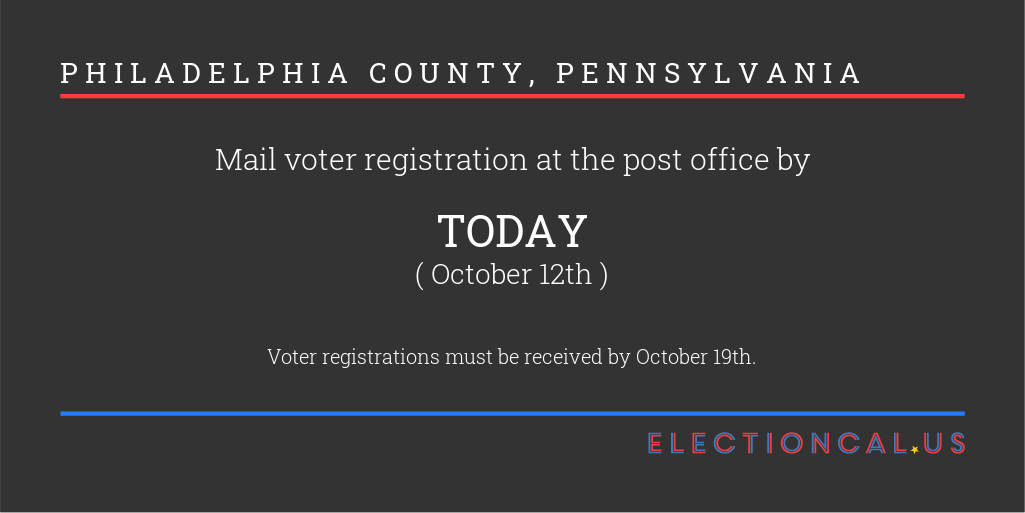 PHILADELPHIA COUNTY, PENNSYLVANIA
Mail voter registration at the post office by
TODAY
( October 12th )
Voter registrations must be received by October 19th.
ELECTIONCAL.US